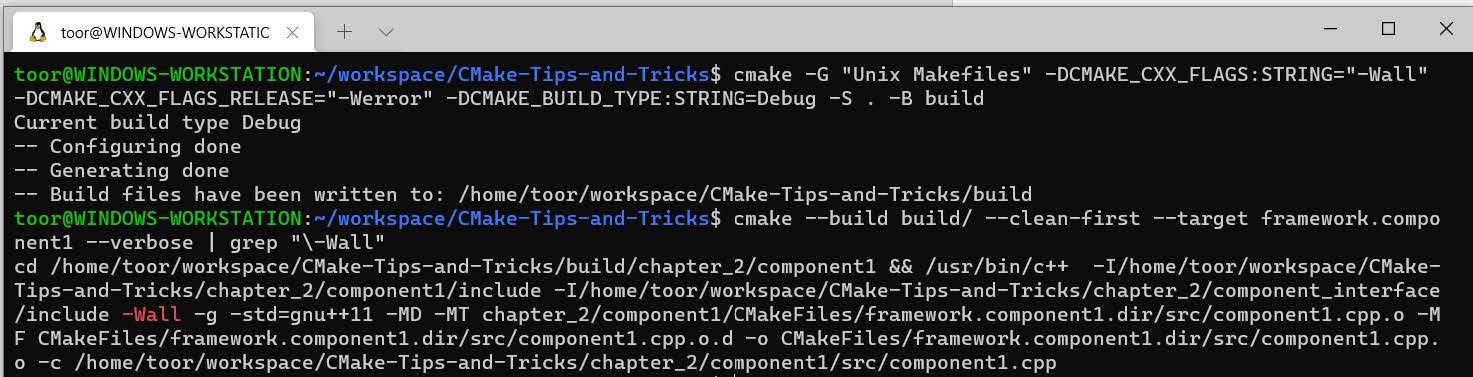 toor@WINDOWS-WORKSTATIC
toor@WINDOWS-WORKSTATION:~/workspace/CMake-Tips-and-Tricks$ cmake -G "Unix Makefiles" -DCMAKE_CXX_FLAGS:STRING="-Wall"
-DCMAKE_CXX_FLAGS_RELEASE="-Werror" -DCMAKE_BUILD_TYPE:STRING=Debug -S . -B build
Current build type Debug
-- Configuring done
-- Generating done
-- Build files have been written to: /home/toor/workspace/CMake-Tips-and-Tricks/build
toor@WINDOWS-WORKSTATION:~/workspace/CMake-Tips-and-Tricks$ cmake --build build/ --clean-first --target framework.compo
nent1 --verbose | grep "\-Wall"
cd /home/toor/workspace/CMake-Tips-and-Tricks/build/chapter_2/component1 && /usr/bin/c++  -I/home/toor/workspace/CMake-
Tips-and-Tricks/chapter_2/component1/include -I/home/toor/workspace/CMake-Tips-and-Tricks/chapter_2/component_interface
/include -Wall -g -std=gnu++11 -MD -MT chapter_2/component1/CMakeFiles/framework.component1.dir/src/component1.cpp.o -M
F CMakeFiles/framework.component1.dir/src/component1.cpp.o.d -o CMakeFiles/framework.component1.dir/src/component1.cpp.
o -c /home/toor/workspace/CMake-Tips-and-Tricks/chapter_2/component1/src/component1.cpp